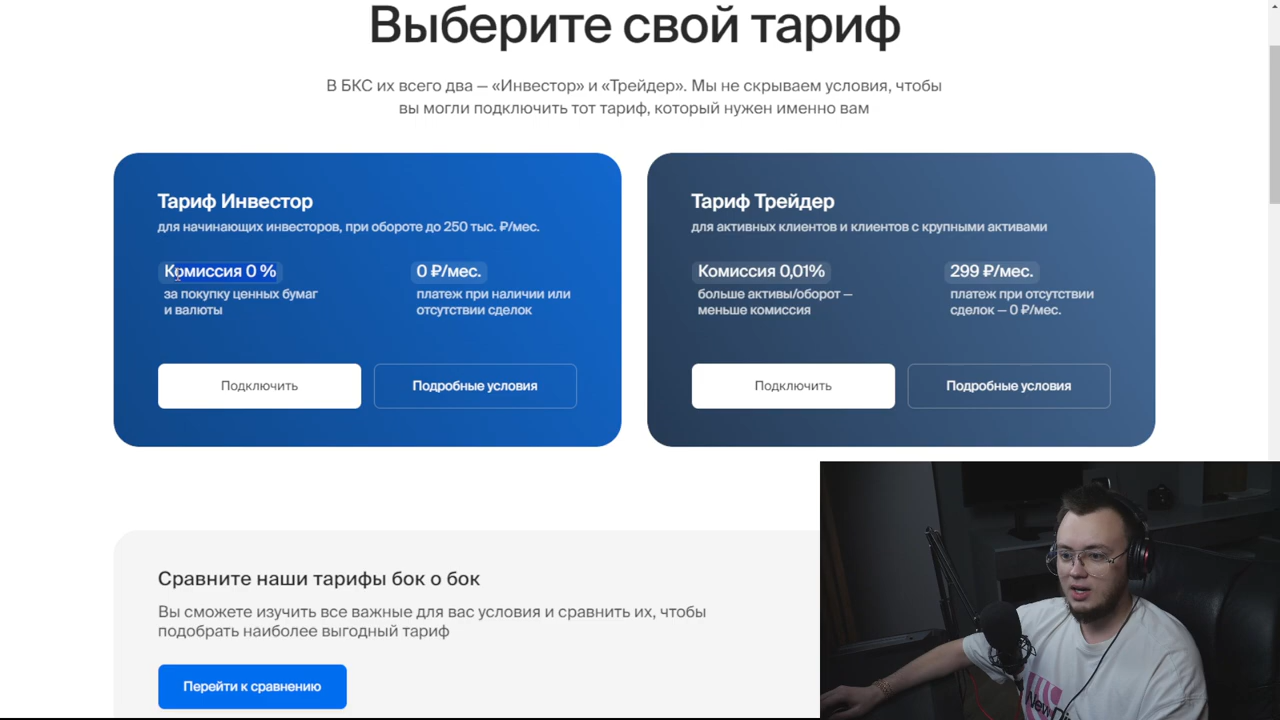 Выберите свой тариф
В БКС их всего два — «Инвестор» и «Трейдер». Мы не скрываем условия, чтобы
вы могли подключить тот тариф, который нужен именно вам
Тариф Инвестор
для начинающих инвесторов, при обороте до 250 тыс. ₽/мес.
Комиссия 0 %
за покупку ценных бумаг
и валюты
0 ₽/мес.
платеж при наличии или
отсутствии сделок
Подключить
Подробные условия
Тариф Трейдер
для активных клиентов и клиентов с крупными активами
Комиссия 0,01%
больше активы/оборот —
меньше комиссия
299 ₽/мес.
платеж при отсутствии
сделок — 0 ₽/мес.
Подключить
Подробные условия
Сравните наши тарифы бок о бок
Вы сможете изучить все важные для вас условия и сравнить их, чтобы
подобрать наиболее выгодный тариф
Перейти к сравнению